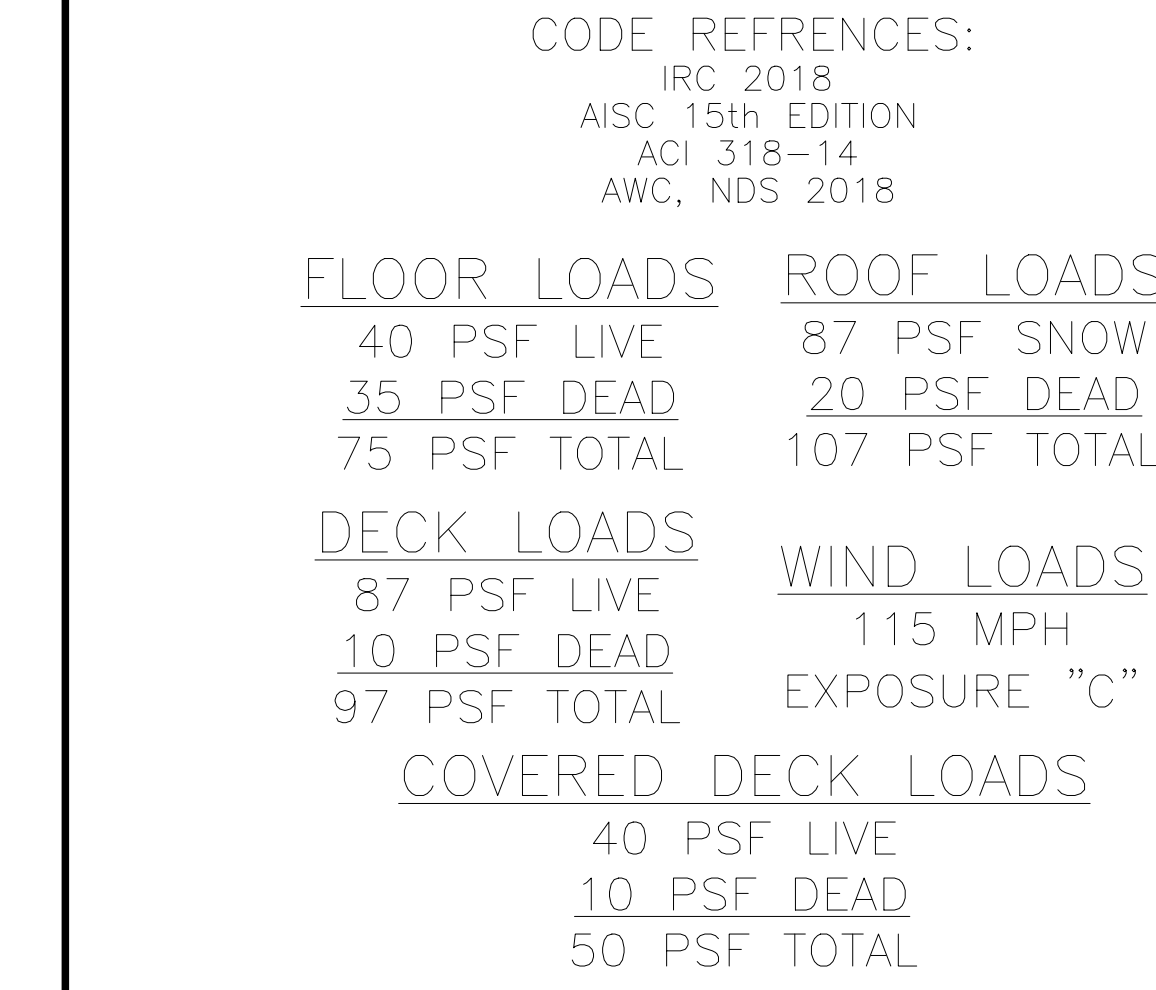 CODE REFRENCES:
IRC 2018
AISC 15th EDITION
ACI 318-14
AWC, NDS 2018
FLOOR LOADS
40 PSF LIVE
35 PSF DEAD
75 PSF TOTAL
ROOF LOADS
87 PSF SNOW
20 PSF DEAD
107 PSF TOTAL
DECK LOADS
87 PSF LIVE
10 PSF DEAD
97 PSF TOTAL
WIND LOADS
115 MPH
EXPOSURE "C"
COVERED DECK LOADS
40 PSF LIVE
10 PSF DEAD
50 PSF TOTAL